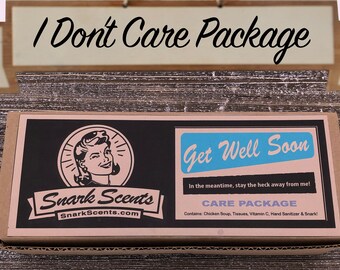 I Don't Care Package
Snark Scents
SnarkScents.com
Get Well Soon
In the meantime, stay the heck away from me!
CARE PACKAGE
Contains: Chicken Soup, Tissues, Vitamin C, Hand Sanitizer & Snark!